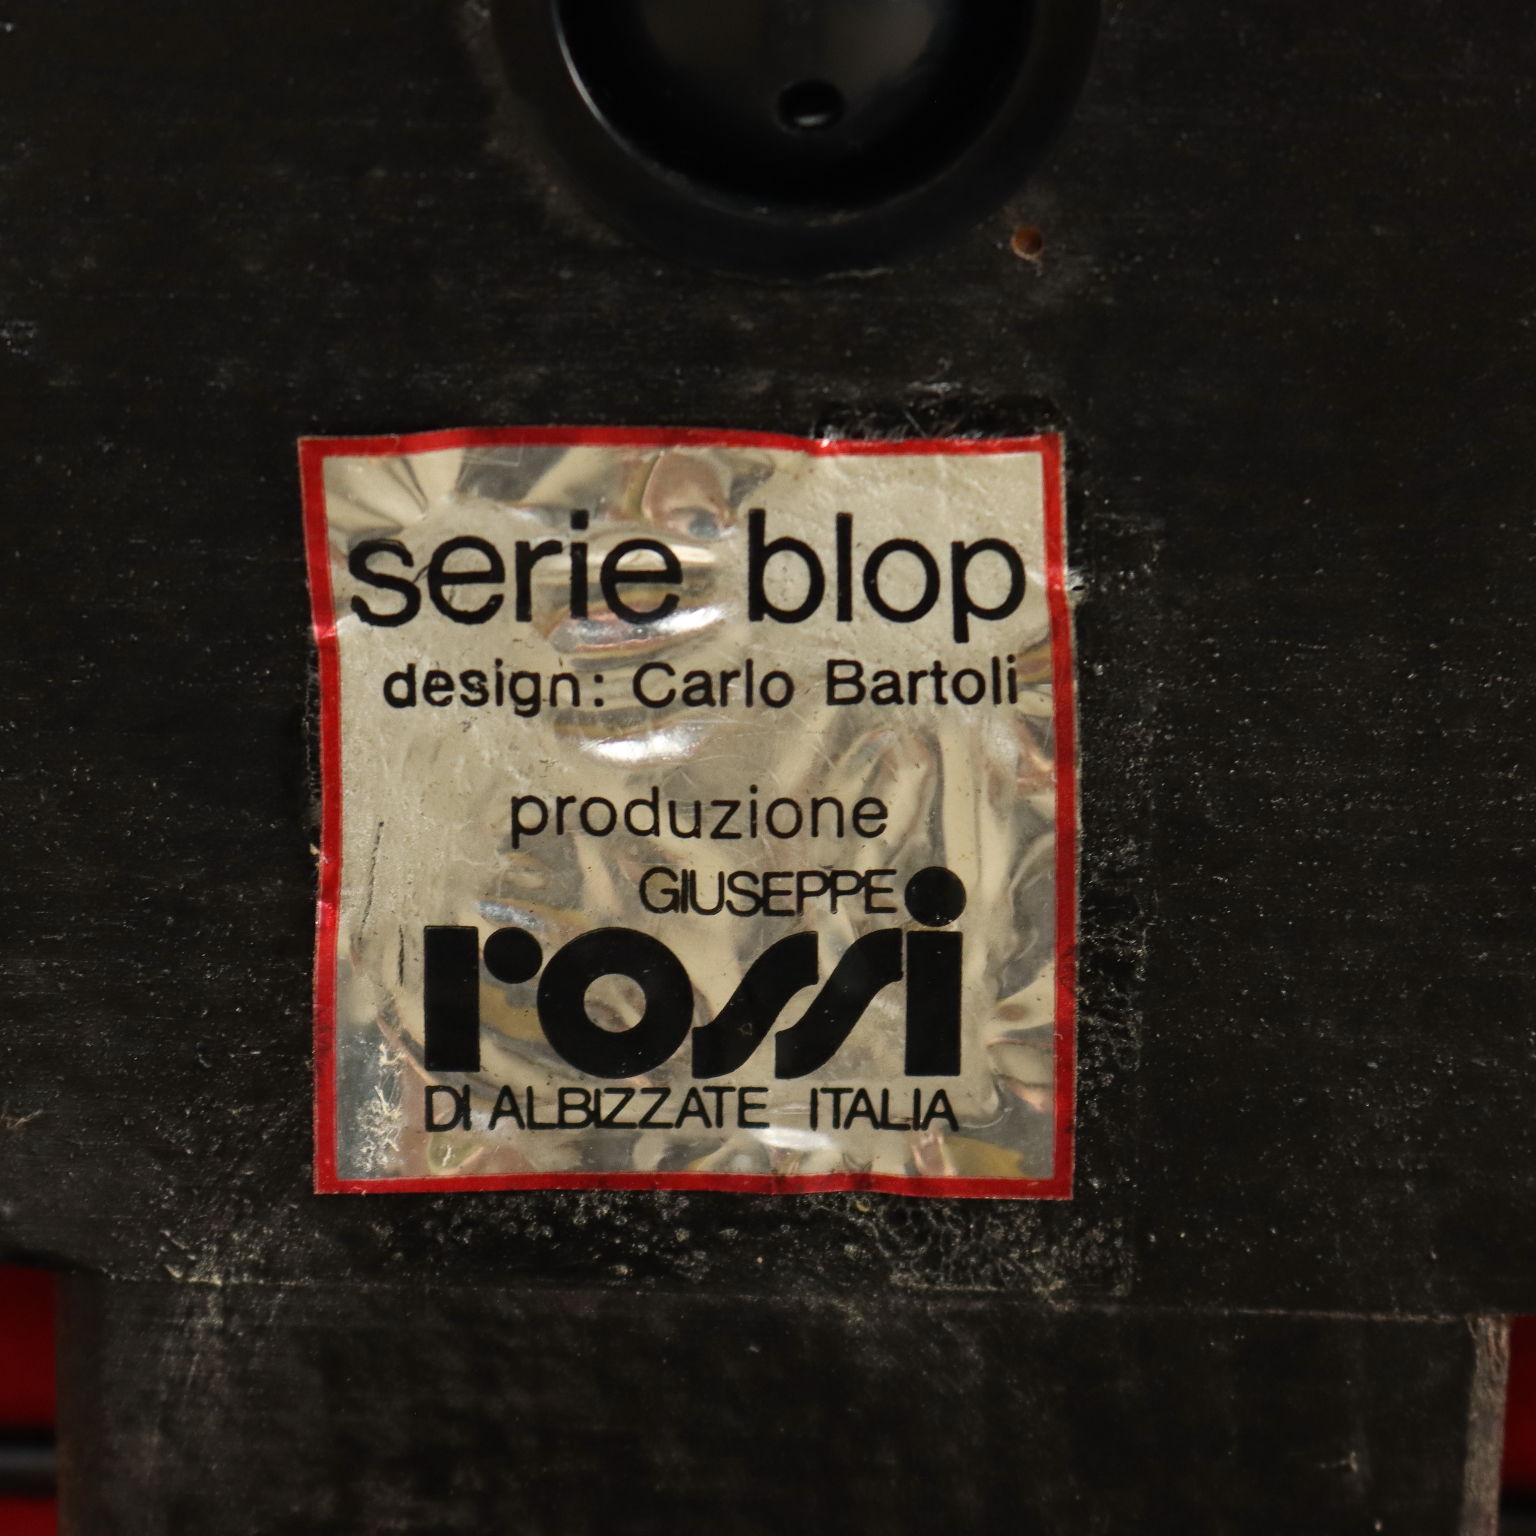 serie blop
design: Carlo Bartoli
produzione
GIUSEPPE
rossi
DI ALBIZZATE ITALIA